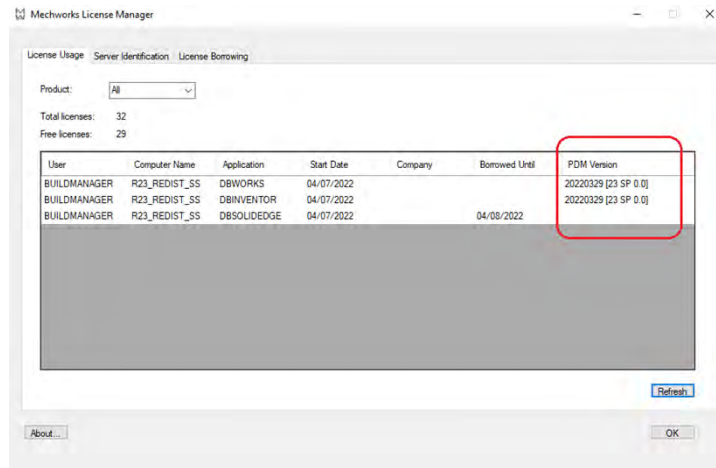 Mechworks License Manager
License Usage Server Identification License Borrowing
Product: All
Total licenses: 32
Free licenses: 29
User Computer Name Application Start Date Company Borrowed Until PDM Version
BUILDMANAGER R23_REDIST_SS DBWORKS 04/07/2022 20220329 [23 SP 0.0]
BUILDMANAGER R23_REDIST_SS DBINVENTOR 04/07/2022 20220329 [23 SP 0.0]
BUILDMANAGER R23_REDIST_SS DBSOLIDEDGE 04/07/2022 04/08/2022
Refresh
About... OK